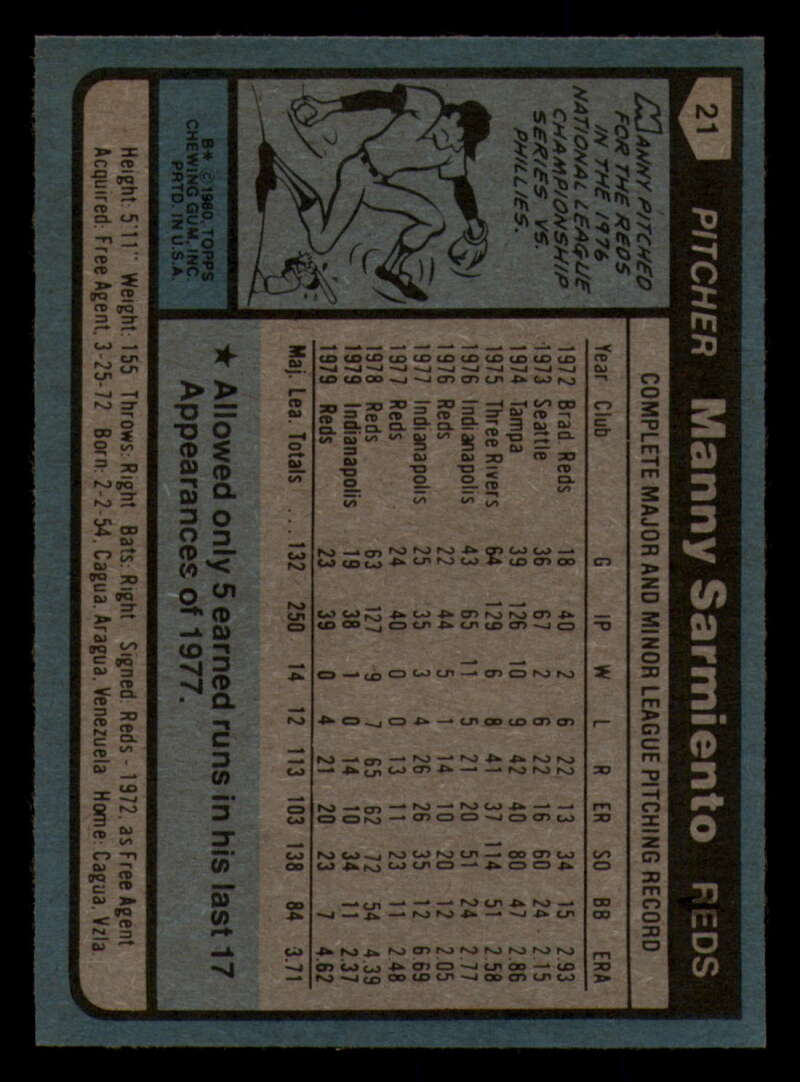 21 PITCHER Manny Sarmiento REDS
MANNY PITCHED
FOR THE REDS
IN THE 1976
NATIONAL LEAGUE
CHAMPIONSHIP
SERIES VS.
PHILLIES.
B* © 1980, TOPPS
CHEWING GUM, INC.
PRTD. IN U.S.A.
COMPLETE MAJOR AND MINOR LEAGUE PITCHING RECORD
Year Club G IP W L R ER SO BB ERA
1972 Brad Reds 18 40 2 6 22 13 34 15 2.93
1973 Seattle 36 67 2 6 22 16 60 24 2.15
1974 Tampa 39 126 10 9 42 40 80 47 2.86
1975 Three Rivers 64 129 6 8 41 37 114 51 2.58
1976 Indianapolis 43 65 11 5 21 20 51 24 2.77
1976 Reds 22 44 5 1 14 10 20 12 2.05
1977 Indianapolis 25 35 3 4 26 26 35 12 6.69
1977 Reds 24 40 0 0 13 11 23 11 2.48
1978 Reds 63 127 9 7 65 62 72 54 4.39
1979 Indianapolis 19 38 1 0 14 10 34 11 2.37
1979 Reds 23 39 0 4 21 20 23 7 4.62
Maj. Lea. Totals ... 132 250 14 12 113 103 138 84 3.71
★ Allowed only 5 earned runs in his last 17
Appearances of 1977.
Height: 5'11" Weight: 155 Throws: Right Bats: Right Signed: Reds - 1972, as Free Agent
Acquired: Free Agent, 3-25-72 Born: 2-2-54, Cagua, Aragua, Venezuela Home: Cagua, Vzla.